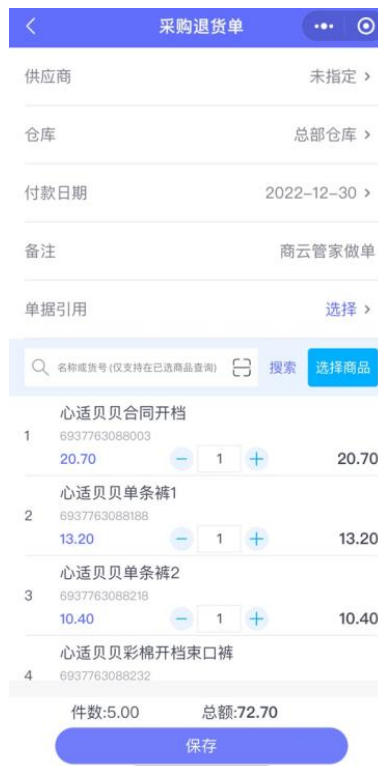 采购退货单
供应商 未指定 >
仓库 总部仓库 >
付款日期 2022-12-30 >
备注 商云管家做单
单据引用 选择 >
名称或货号(仅支持在已选商品查询) 搜索 选择商品
心适贝贝合同开档
1 6937763088003
20.70 − 1 + 20.70
心适贝贝单条裤1
2 6937763088188
13.20 − 1 + 13.20
心适贝贝单条裤2
3 6937763088218
10.40 − 1 + 10.40
心适贝贝彩棉开档束口裤
4 6937763088232
件数:5.00 总额:72.70
保存